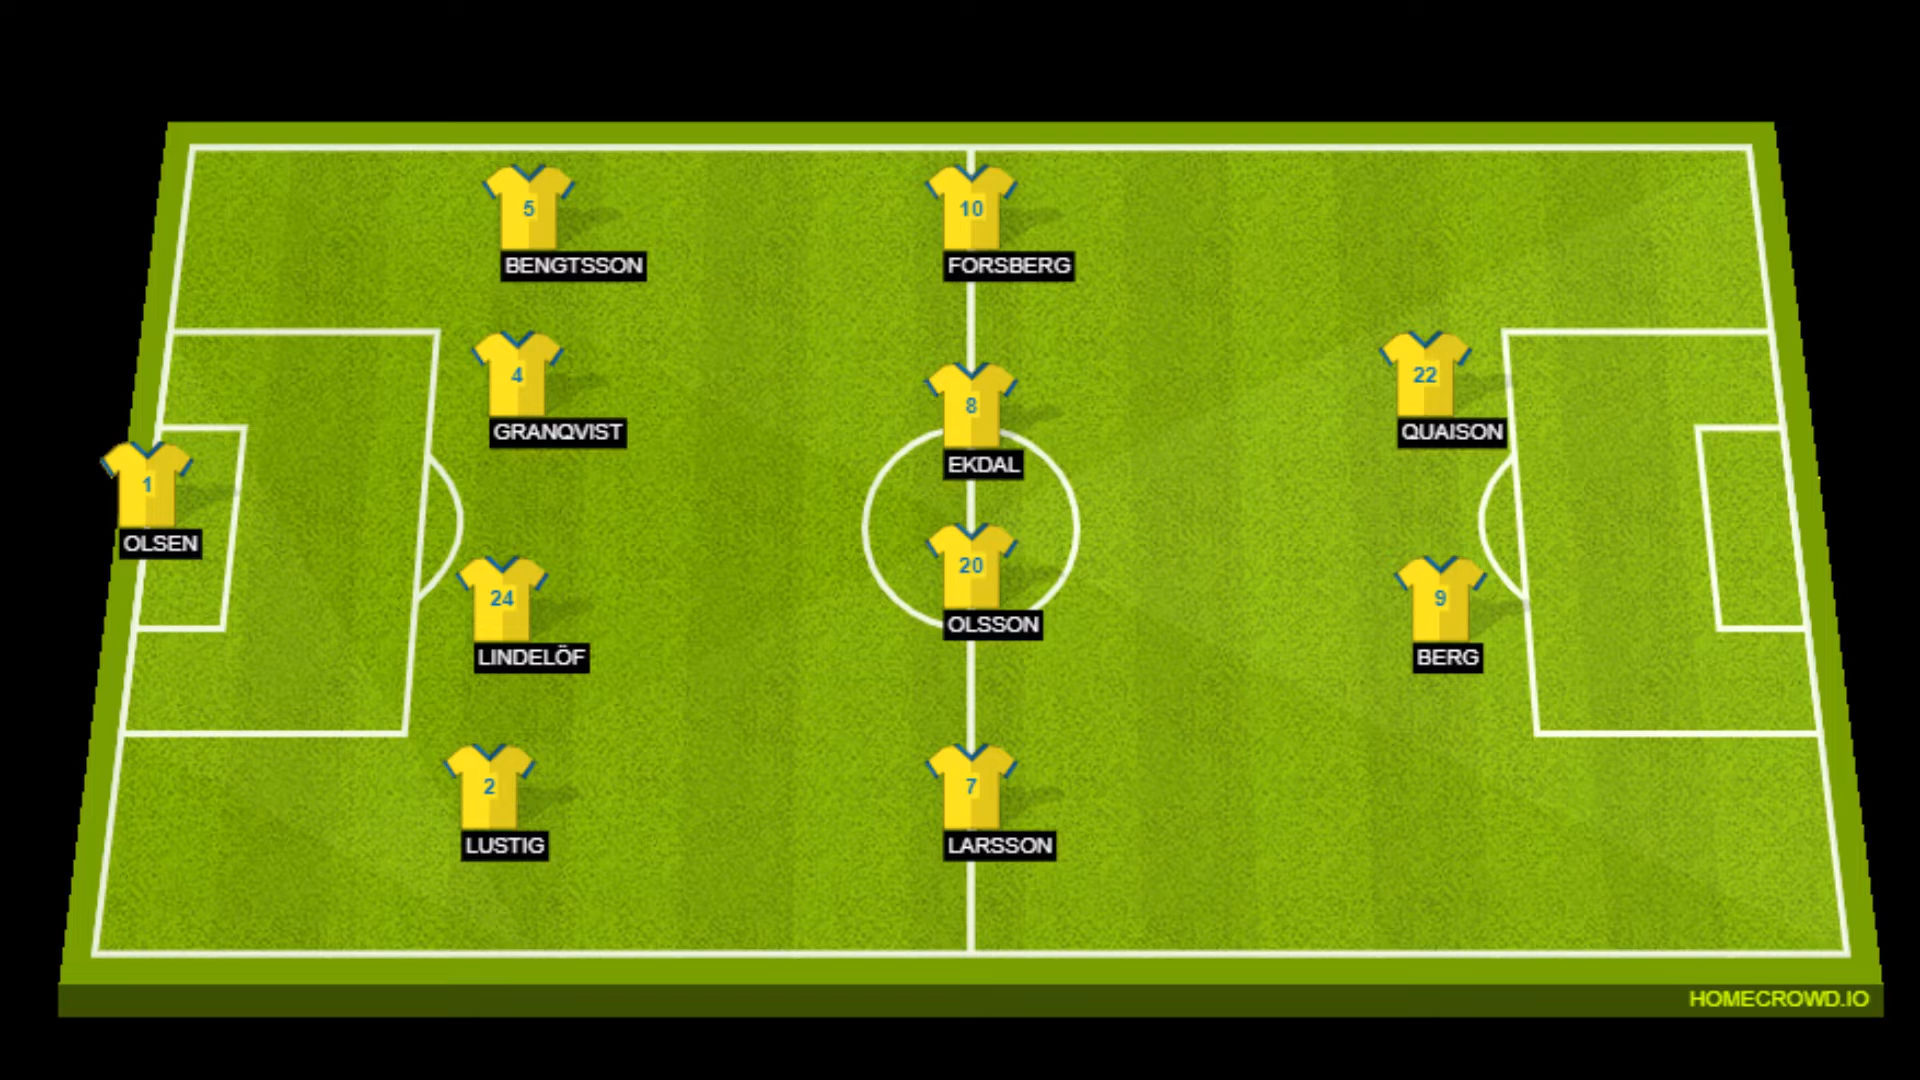 5
BENGTSSON
10
FORSBERG
4
GRANQVIST
22
QUAISON
8
EKDAL
1
OLSEN
20
OLSSON
24
LINDELÖF
9
BERG
2
LUSTIG
7
LARSSON
HOMECROWD.IO